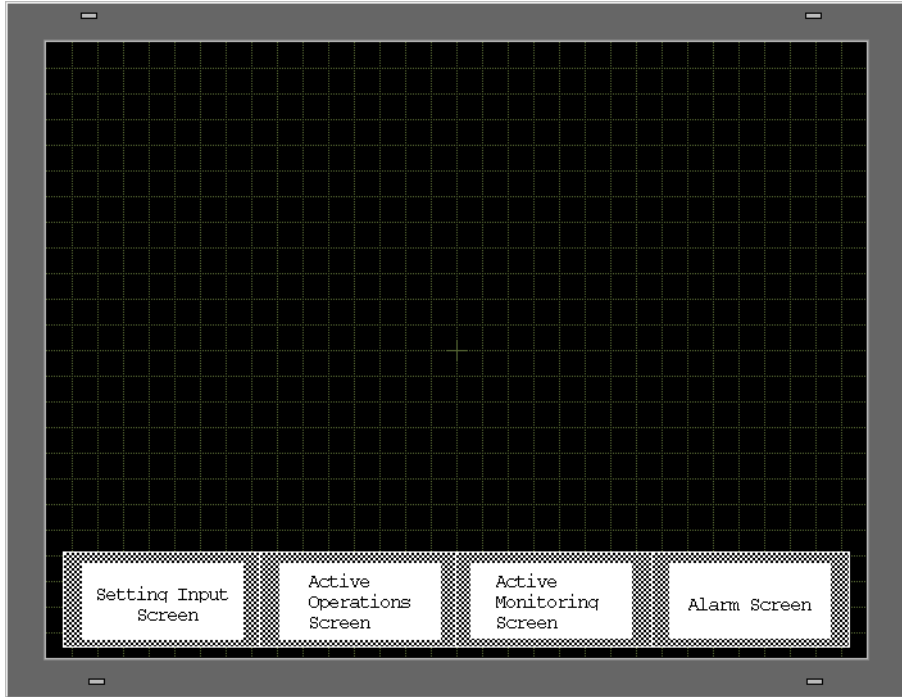 Setting Input
Screen
Active
Operations
Screen
Active
Monitoring
Screen
Alarm Screen